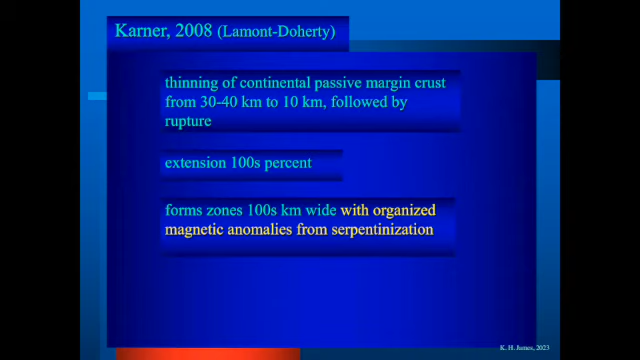 Karner, 2008 (Lamont-Doherty)
thinning of continental passive margin crust
from 30-40 km to 10 km, followed by
rupture
extension 100s percent
forms zones 100s km wide with organized
magnetic anomalies from serpentinization
K. H. James, 2023